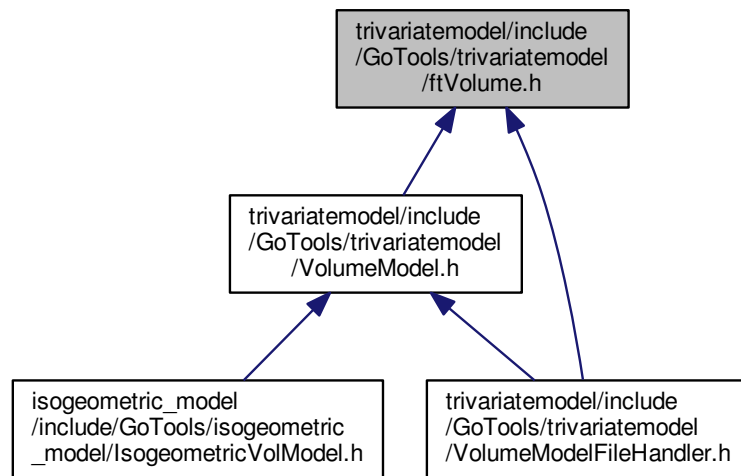 trivariatemodel/include
/GoTools/trivariatemodel
/ftVolume.h
trivariatemodel/include
/GoTools/trivariatemodel
/VolumeModel.h
isogeometric_model
/include/GoTools/isogeometric
_model/IsogeometricVolModel.h
trivariatemodel/include
/GoTools/trivariatemodel
/VolumeModelFileHandler.h